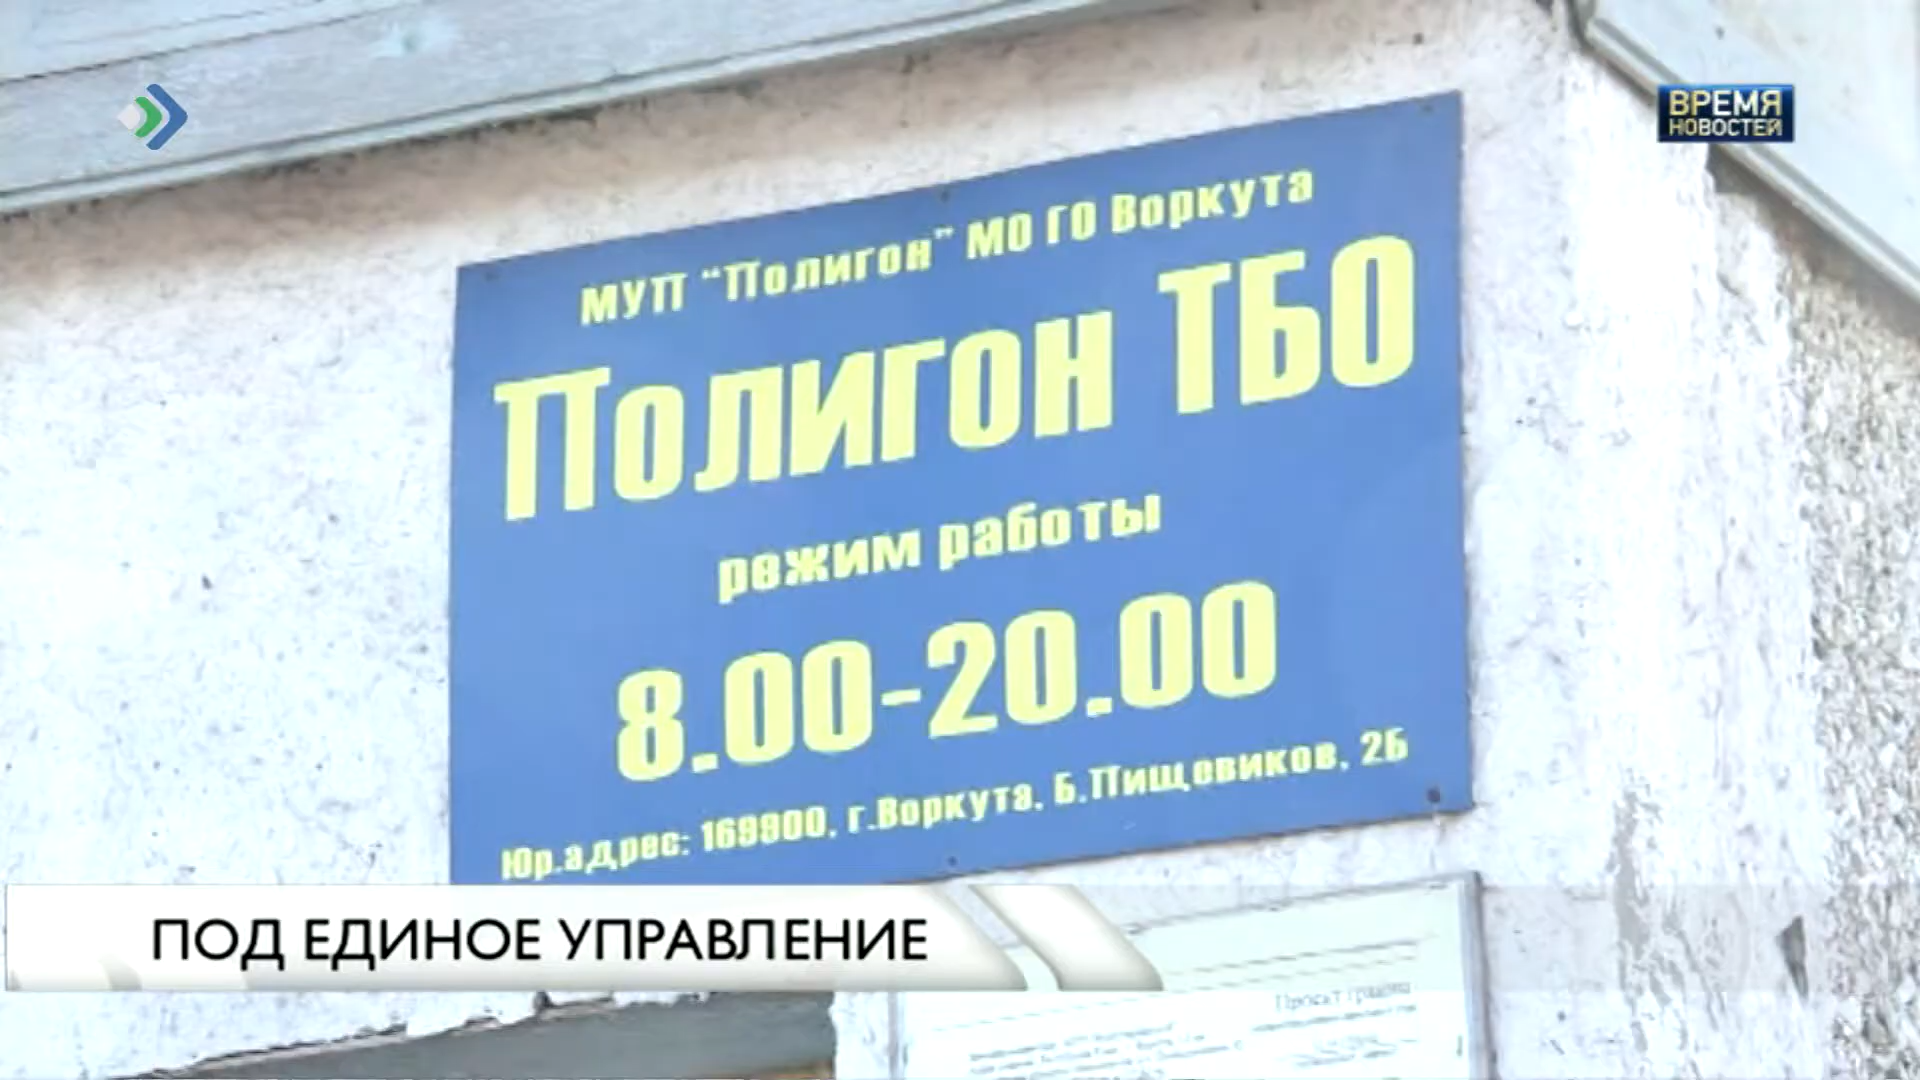 ВРЕМЯ
НОВОСТЕЙ
МУП "Полигон" МО ГО Воркута
Полигон ТБО
режим работы
8.00-20.00
Юр.адрес: 169900, г.Воркута, Б.Пищевиков, 2Б
ПОД ЕДИНОЕ УПРАВЛЕНИЕ